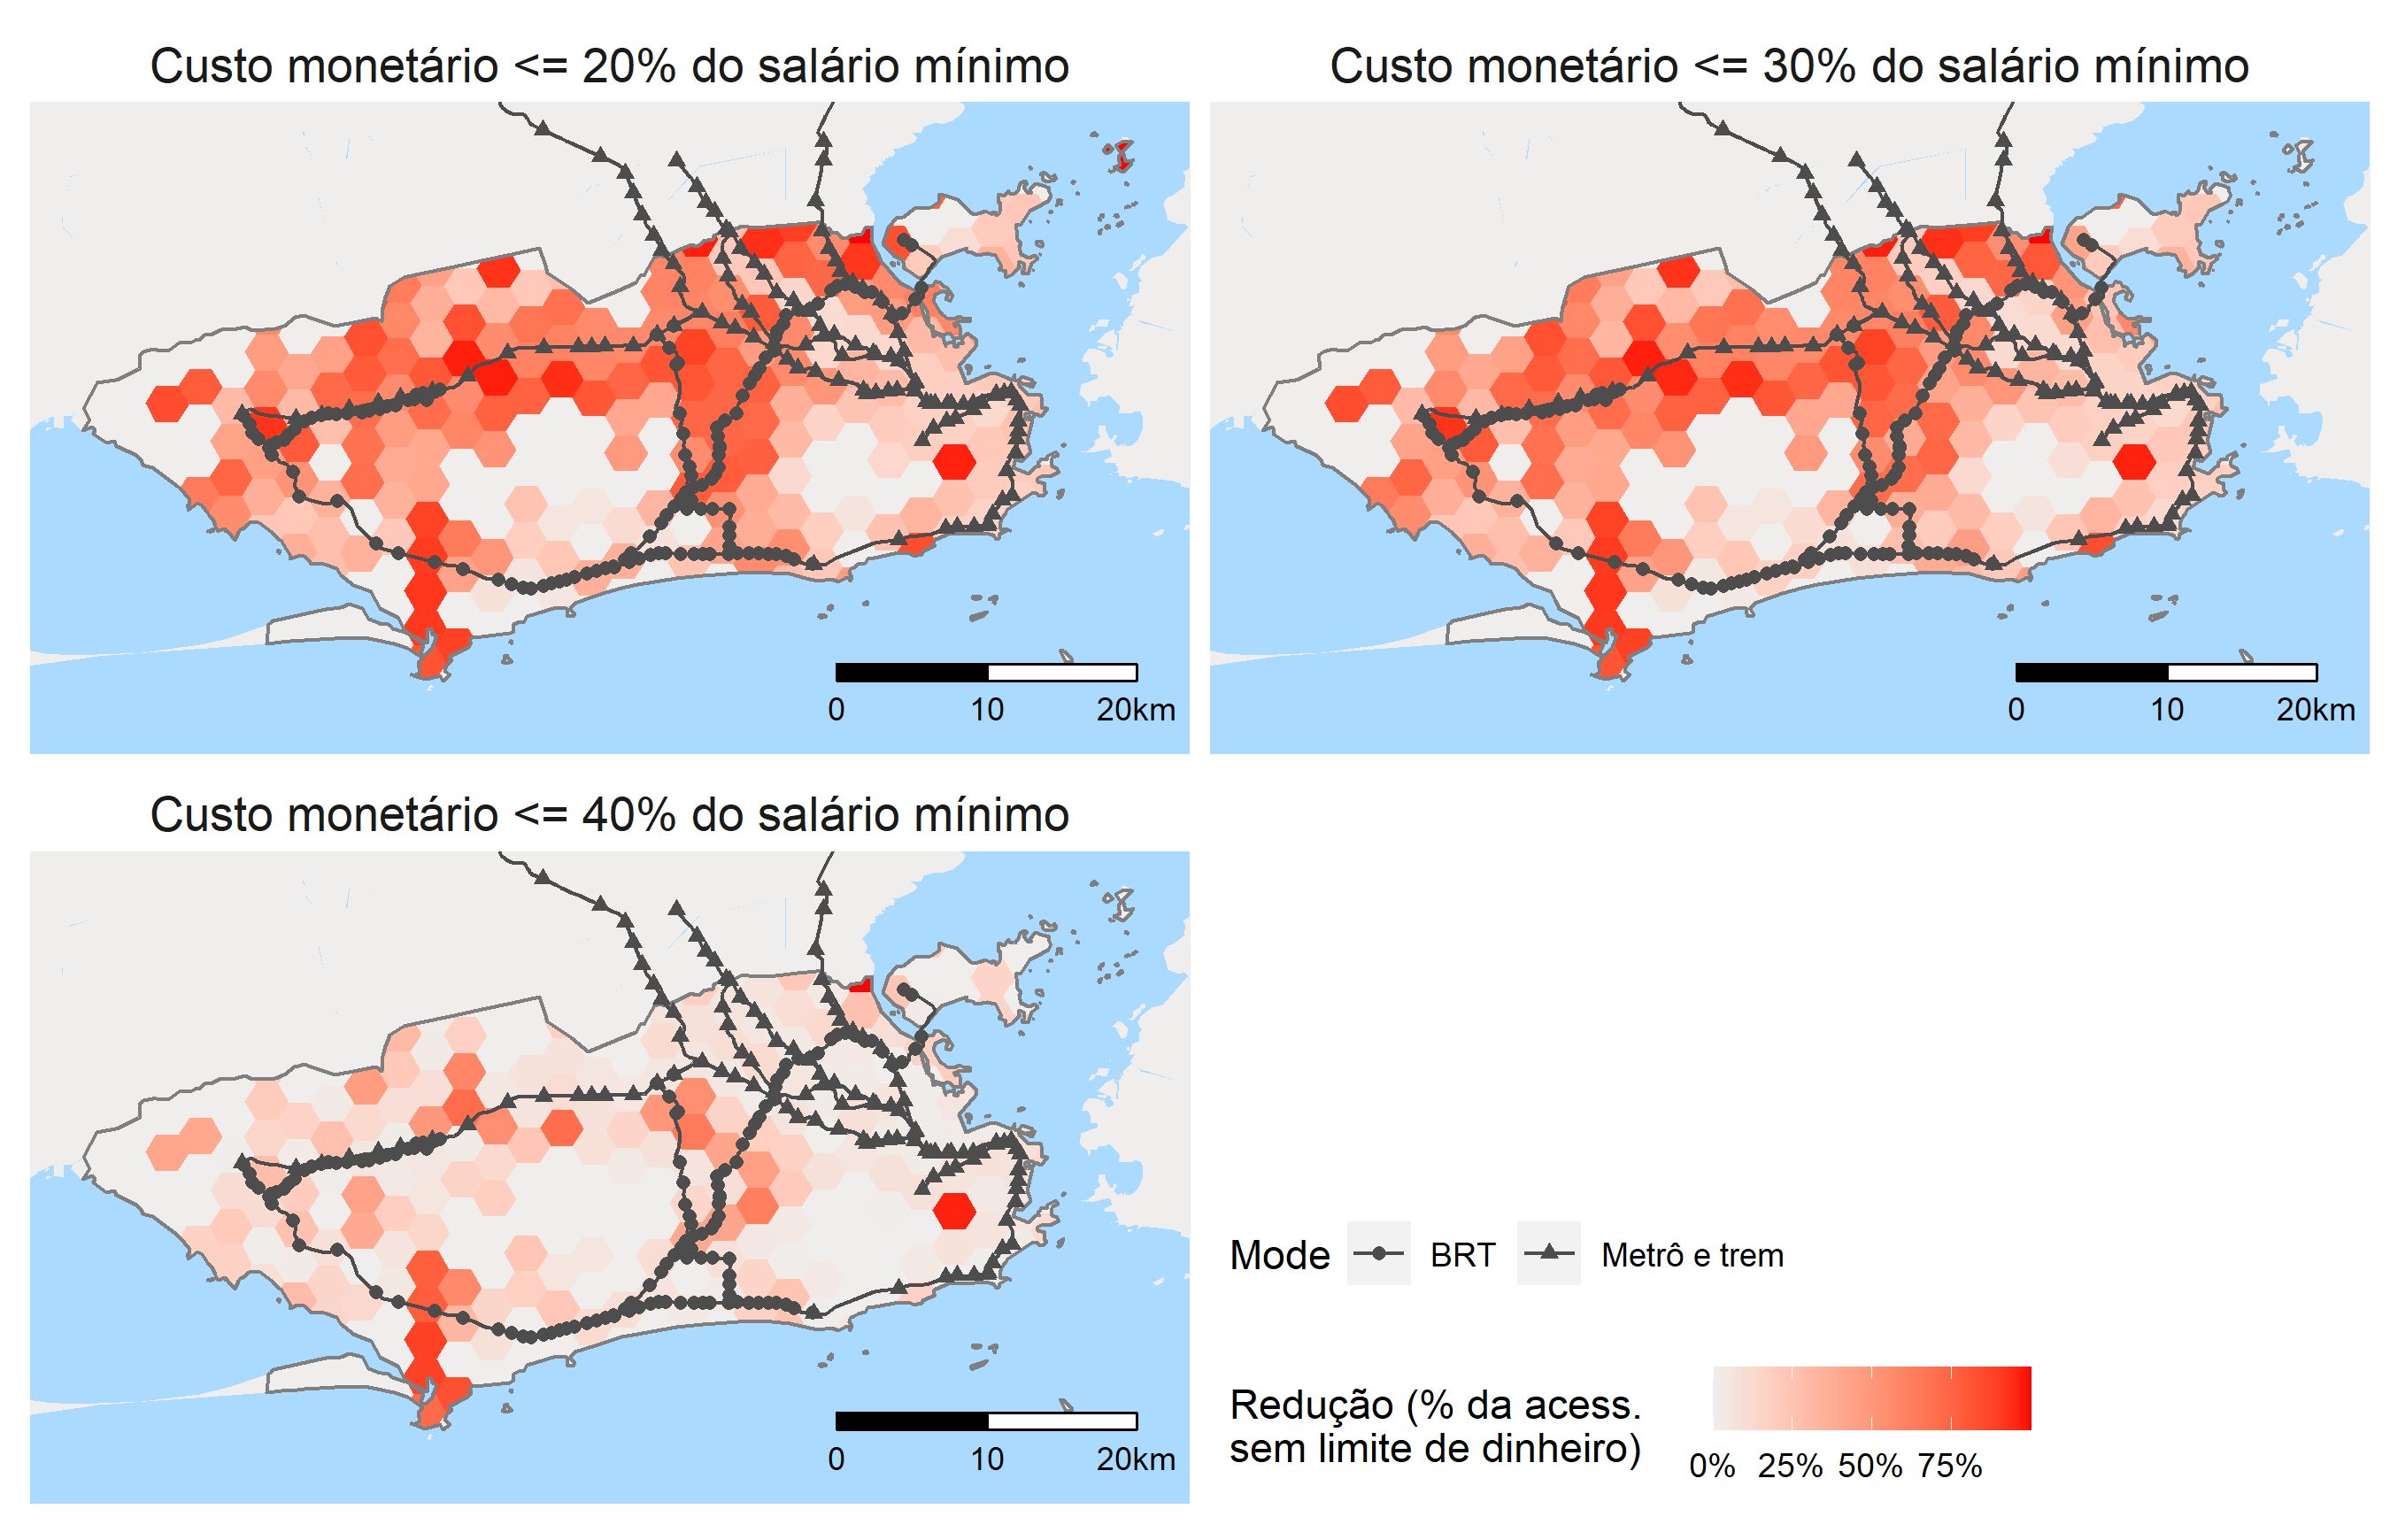 Custo monetário <= 20% do salário mínimo
Custo monetário <= 30% do salário mínimo
0 10 20km
0 10 20km
Custo monetário <= 40% do salário mínimo
0 10 20km
Mode BRT Metrô e trem
Redução (% da acess.
sem limite de dinheiro)
0% 25% 50% 75%